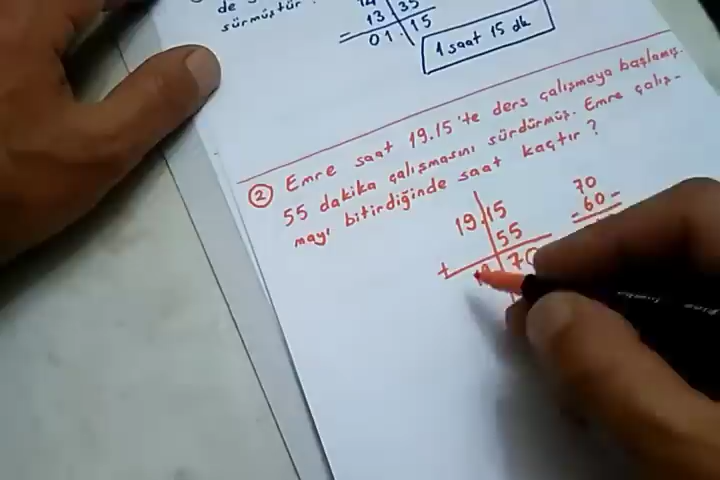 de
sürmüştür.
13 35
01.15
1 saat 15 dk
2 Emre saat 19.15'te ders çalışmaya başlamış.
55 dakika çalışmasını sürdürmüş. Emre çalış-
mayı bitirdiğinde saat kaçtır?
19.15
55
+
70
70
60 -